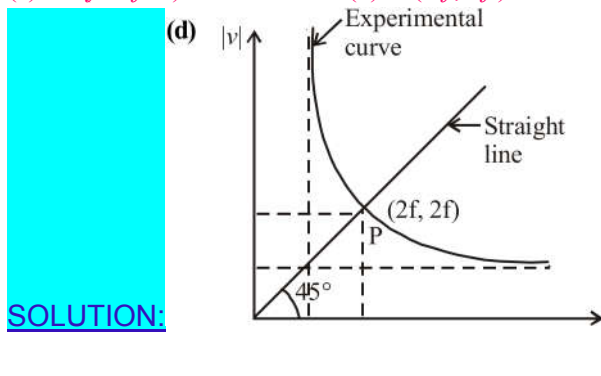 (d)
|v|
Experimental
curve
Straight
line
(2f, 2f)
P
45°
SOLUTION: